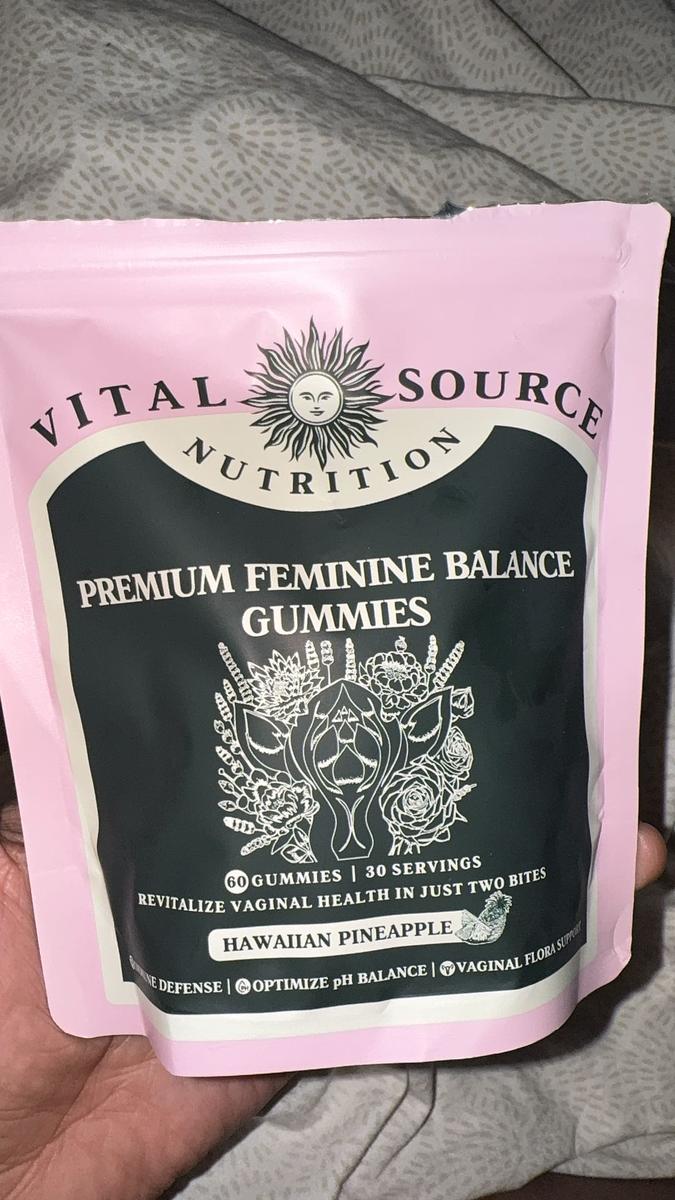 VITAL SOURCE
NUTRITION
PREMIUM FEMININE BALANCE
GUMMIES
60 GUMMIES | 30 SERVINGS
REVITALIZE VAGINAL HEALTH IN JUST TWO BITES
HAWAIIAN PINEAPPLE
DEFENSE | OPTIMIZE pH BALANCE | VAGINAL FLORA SUPPORT